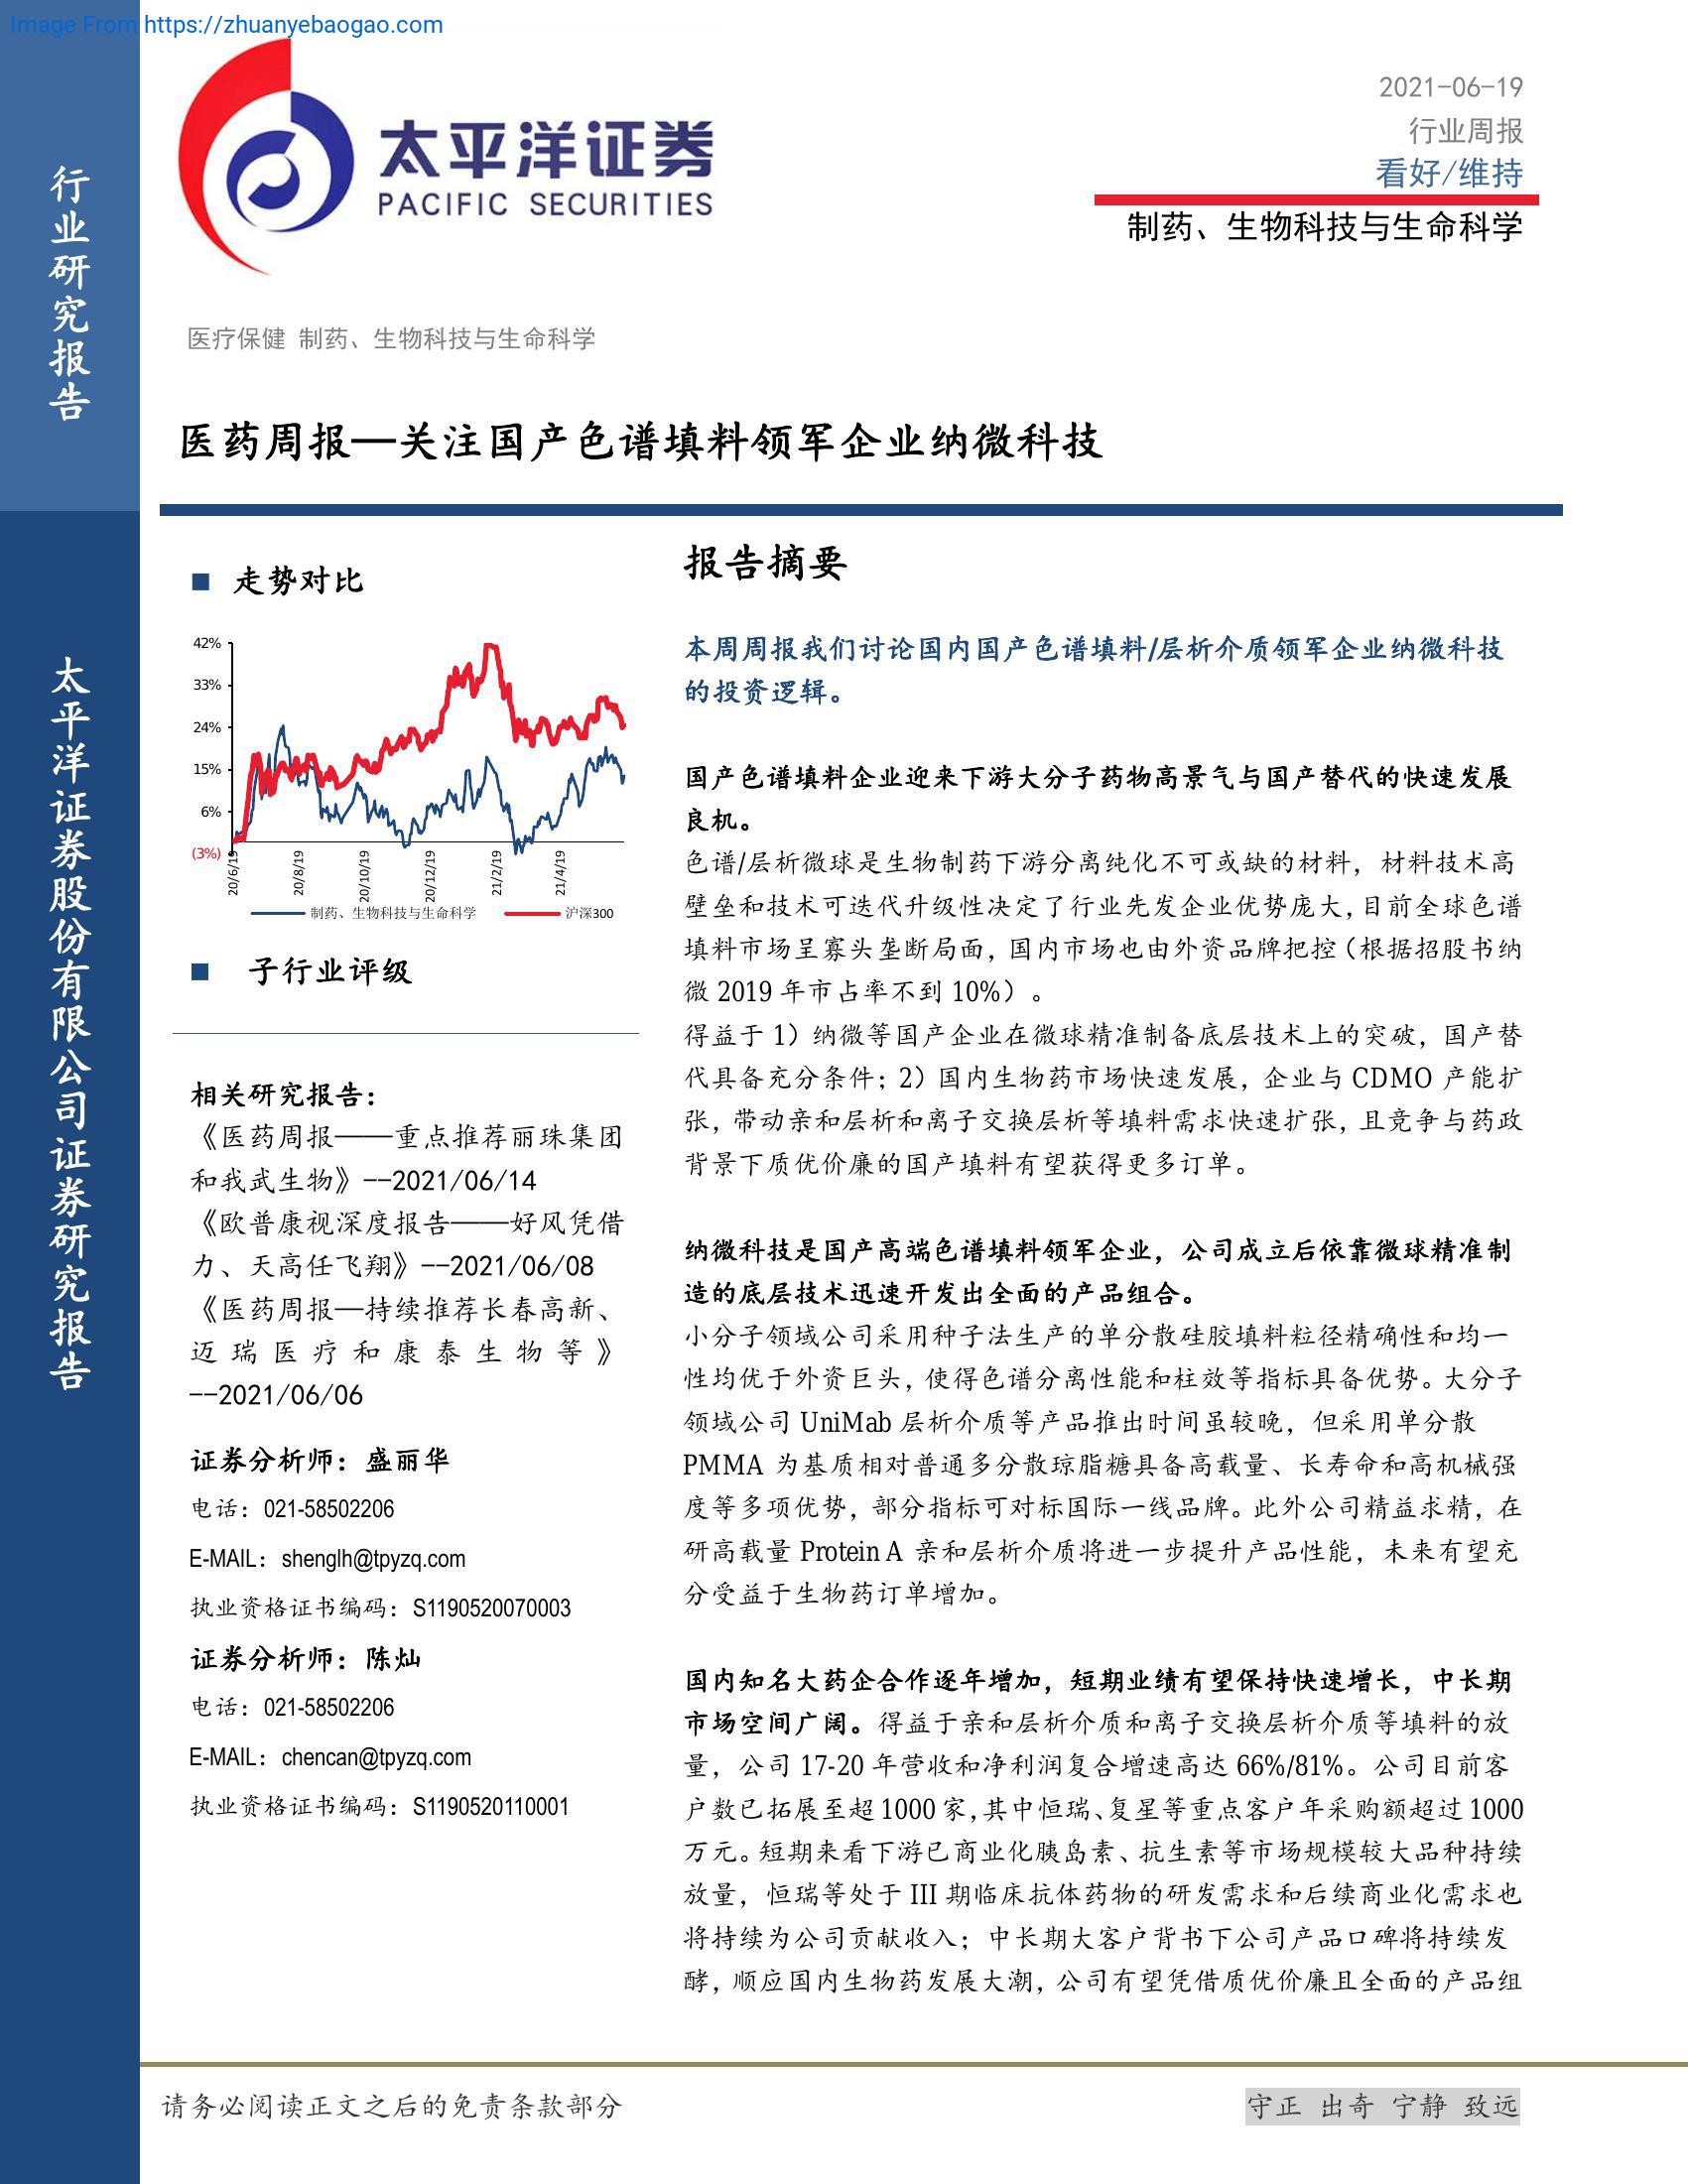 Image From https://zhuanyebaogao.com
太平洋证券
PACIFIC SECURITIES
2021-06-19
行业周报
看好/维持
制药、生物科技与生命科学
行业研究报告
太平洋证券股份有限公司证券研究报告
医疗保健 制药、生物科技与生命科学
医药周报—关注国产色谱填料领军企业纳微科技
■ 走势对比
42%
33%
24%
15%
6%
(3%)
20/6/19
20/8/19
20/10/19
20/12/19
21/2/19
21/4/19
制药、生物科技与生命科学
沪深300
■ 子行业评级
相关研究报告：
《医药周报——重点推荐丽珠集团
和我武生物》--2021/06/14
《欧普康视深度报告——好风凭借
力、天高任飞翔》--2021/06/08
《医药周报—持续推荐长春高新、
迈瑞医疗和康泰生物等》
--2021/06/06
证券分析师：盛丽华
电话：021-58502206
E-MAIL：shenglh@tpyzq.com
执业资格证书编码：S1190520070003
证券分析师：陈灿
电话：021-58502206
E-MAIL：chencan@tpyzq.com
执业资格证书编码：S1190520110001
报告摘要
本周周报我们讨论国内国产色谱填料/层析介质领军企业纳微科技
的投资逻辑。
国产色谱填料企业迎来下游大分子药物高景气与国产替代的快速发展
良机。
色谱/层析微球是生物制药下游分离纯化不可或缺的材料，材料技术高
壁垒和技术可迭代升级性决定了行业先发企业优势庞大，目前全球色谱
填料市场呈寡头垄断局面，国内市场也由外资品牌把控（根据招股书纳
微 2019 年市占率不到 10%）。
得益于 1）纳微等国产企业在微球精准制备底层技术上的突破，国产替
代具备充分条件；2）国内生物药市场快速发展，企业与 CDMO 产能扩
张，带动亲和层析和离子交换层析等填料需求快速扩张，且竞争与药政
背景下质优价廉的国产填料有望获得更多订单。
纳微科技是国产高端色谱填料领军企业，公司成立后依靠微球精准制
造的底层技术迅速开发出全面的产品组合。
小分子领域公司采用种子法生产的单分散硅胶填料粒径精确性和均一
性均优于外资巨头，使得色谱分离性能和柱效等指标具备优势。大分子
领域公司 UniMab 层析介质等产品推出时间虽较晚，但采用单分散
PMMA 为基质相对普通多分散琼脂糖具备高载量、长寿命和高机械强
度等多项优势，部分指标可对标国际一线品牌。此外公司精益求精，在
研高载量 Protein A 亲和层析介质将进一步提升产品性能，未来有望充
分受益于生物药订单增加。
国内知名大药企合作逐年增加，短期业绩有望保持快速增长，中长期
市场空间广阔。得益于亲和层析介质和离子交换层析介质等填料的放
量，公司 17-20 年营收和净利润复合增速高达 66%/81%。公司目前客
户数已拓展至超 1000 家，其中恒瑞、复星等重点客户年采购额超过 1000
万元。短期来看下游已商业化胰岛素、抗生素等市场规模较大品种持续
放量，恒瑞等处于 III 期临床抗体药物的研发需求和后续商业化需求也
将持续为公司贡献收入；中长期大客户背书下公司产品口碑将持续发
酵，顺应国内生物药发展大潮，公司有望凭借质优价廉且全面的产品组
请务必阅读正文之后的免责条款部分
守正 出奇 宁静 致远